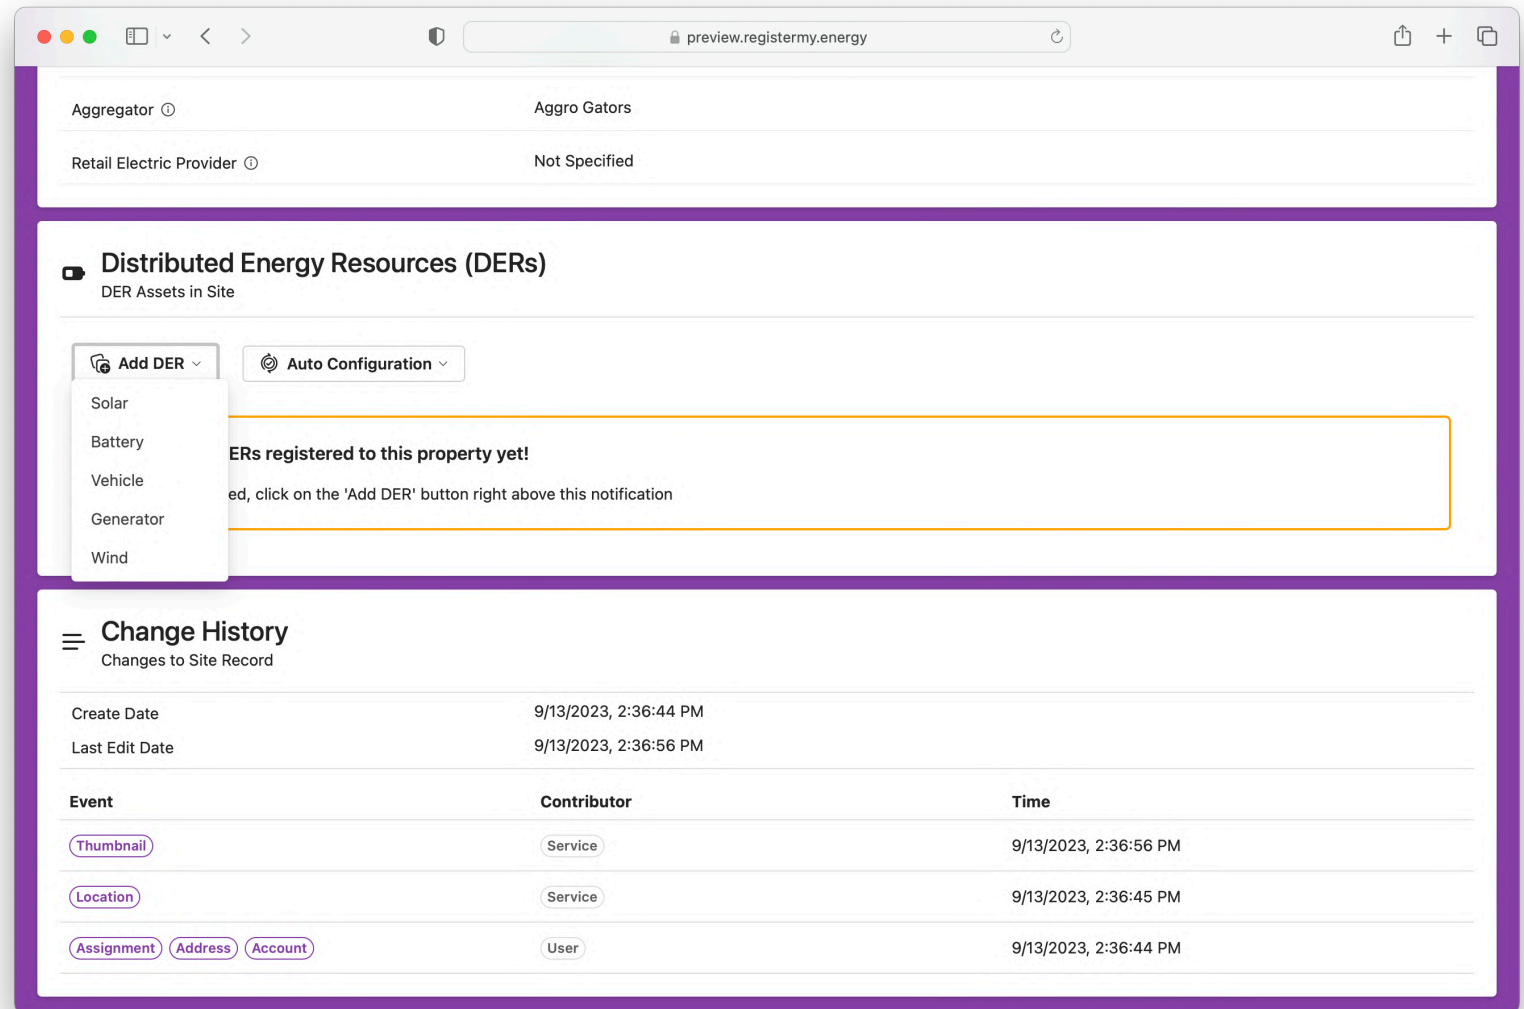 preview.registermy.energy
Aggregator Aggro Gators
Retail Electric Provider Not Specified
Distributed Energy Resources (DERs)
DER Assets in Site
Add DER Auto Configuration
Solar
Battery
Vehicle
Generator
Wind
ERs registered to this property yet!
ed, click on the 'Add DER' button right above this notification
Change History
Changes to Site Record
Create Date 9/13/2023, 2:36:44 PM
Last Edit Date 9/13/2023, 2:36:56 PM
Event Contributor Time
Thumbnail Service 9/13/2023, 2:36:56 PM
Location Service 9/13/2023, 2:36:45 PM
Assignment Address Account User 9/13/2023, 2:36:44 PM